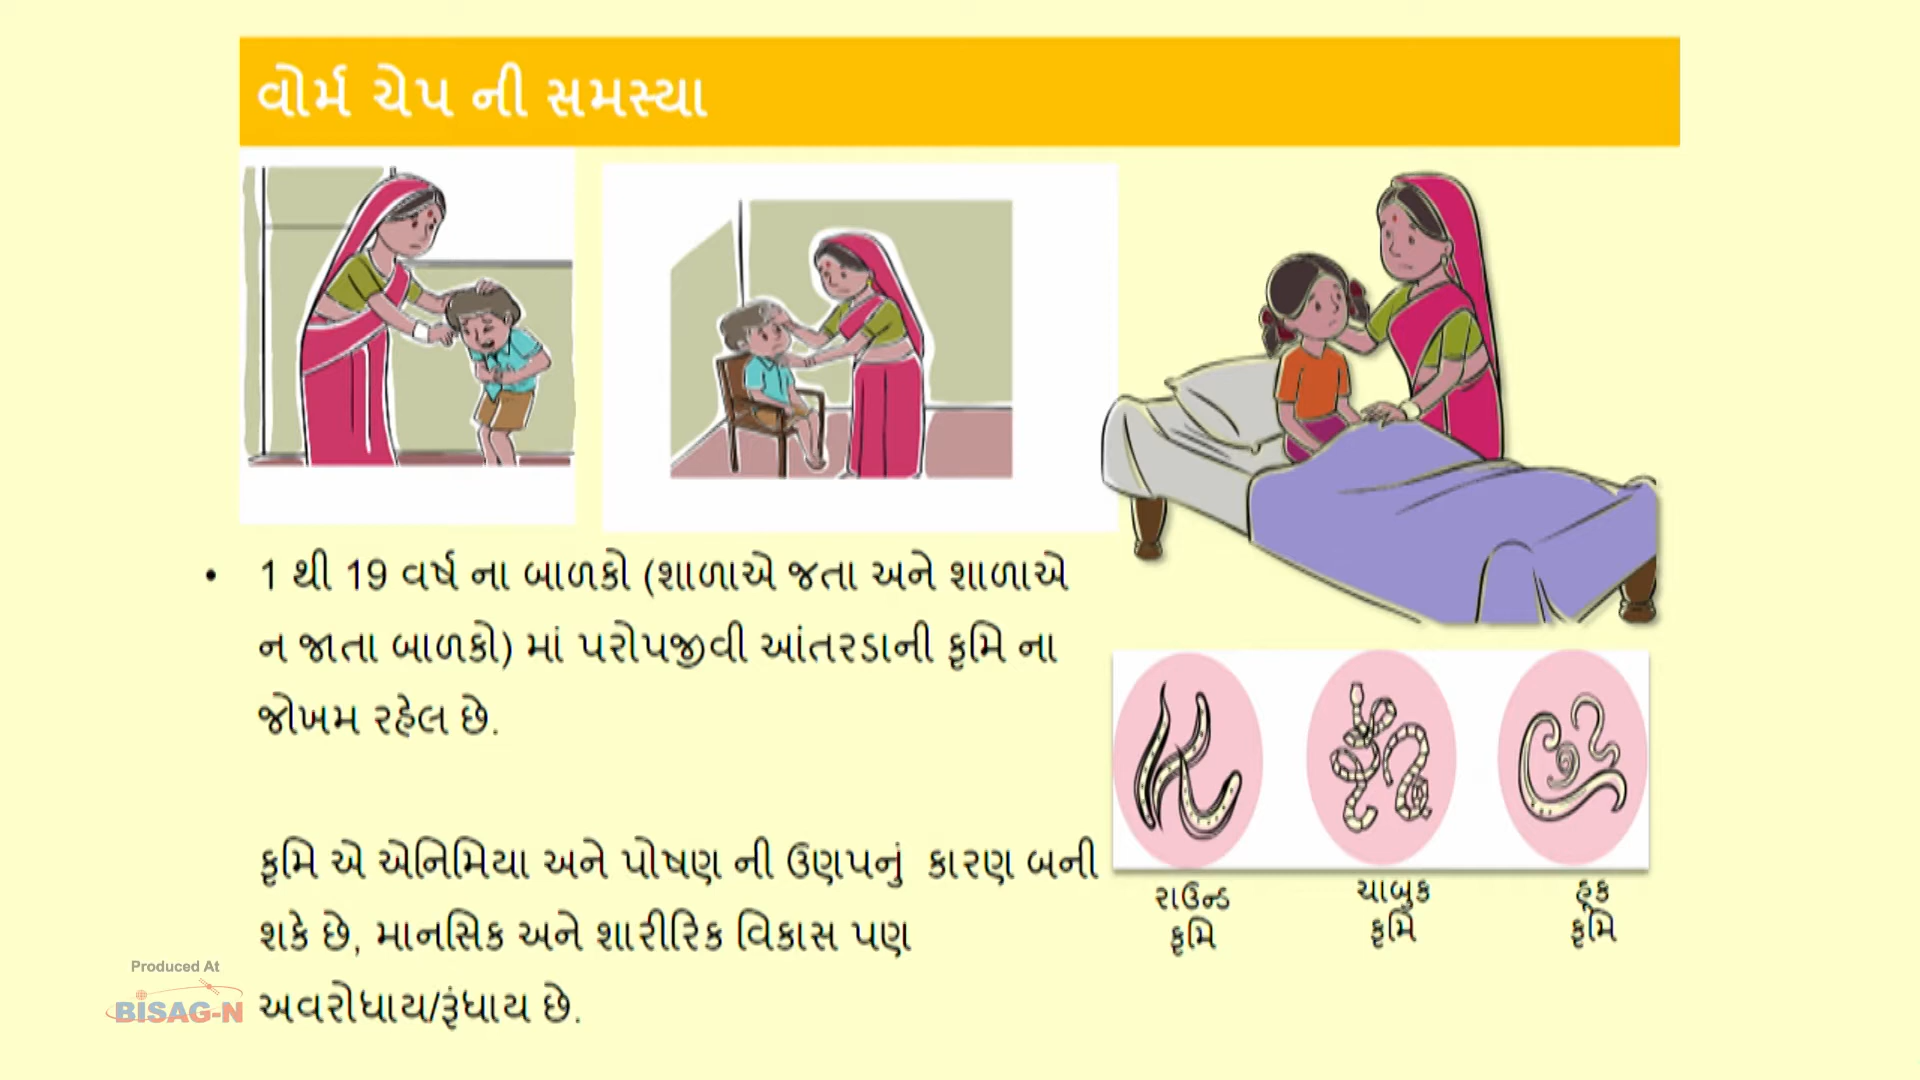 વોર્મ ચેપ ની સમસ્યા
• 1 થી 19 વર્ષ ના બાળકો (શાળાએ જતા અને શાળાએ
ન જાતા બાળકો) માં પરોપજીવી આંતરડાની કૃમિ ના
જોખમ રહેલ છે.
કૃમિ એ એનિમિયા અને પોષણ ની ઉણપનું કારણ બની
શકે છે, માનસિક અને શારીરિક વિકાસ પણ
અવરોધાય/રૂંધાય છે.
રાઉન્ડ
કૃમિ
ચાબુક
કૃમિ
હૂક
કૃમિ
Produced At
BISAG-N